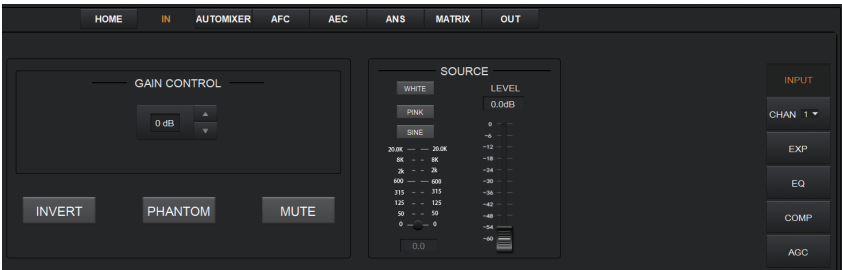 HOME IN AUTOMIXER AFC AEC ANS MATRIX OUT
GAIN CONTROL
0 dB
INVERT PHANTOM MUTE
SOURCE
WHITE
PINK
SINE
20.0K 20.0K
8K 8K
2k 2k
600 600
315 315
125 125
50 50
0 0
0.0
LEVEL
0.0dB
0
-6
-12
-18
-24
-30
-36
-42
-48
-54
-60
INPUT
CHAN 1
EXP
EQ
COMP
AGC